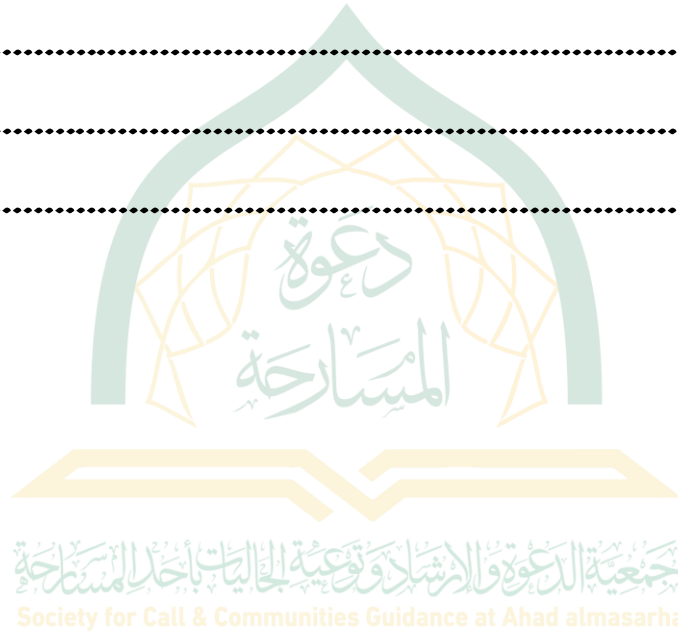 دعوة
المسارحة
جمعية الدعوة والإرشاد وتوعية الجاليات بأحد المسارحة
Society for Call & Communities Guidance at Ahad almasarha